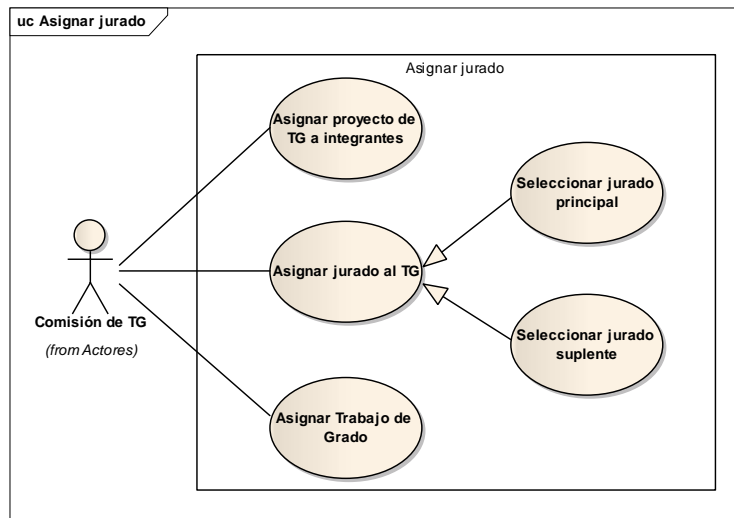 uc Asignar jurado
Asignar jurado
Asignar proyecto de
TG a integrantes
Seleccionar jurado
principal
Asignar jurado al TG
Comisión de TG
(from Actores)
Seleccionar jurado
suplente
Asignar Trabajo de
Grado